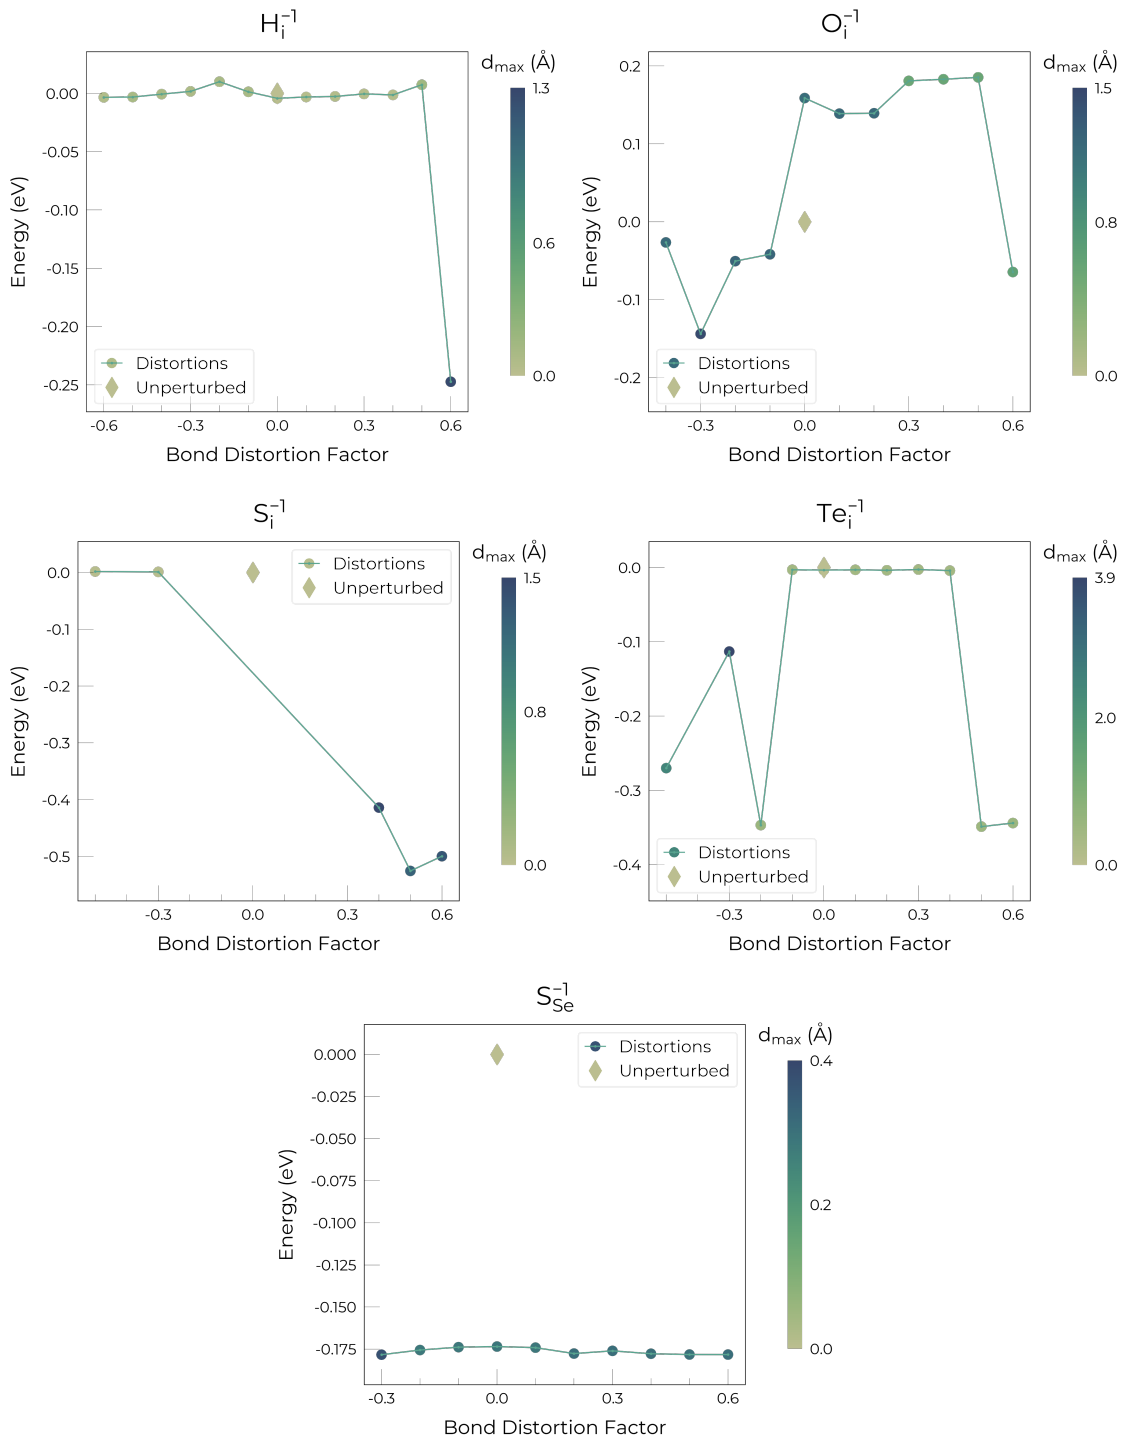 H_i^-1
d_max (Å)
0.00
-0.05
-0.10
-0.15
-0.20
-0.25
Energy (eV)
Distortions
Unperturbed
-0.6 -0.3 0.0 0.3 0.6
Bond Distortion Factor
1.3
0.6
0.0
O_i^-1
d_max (Å)
0.2
0.1
0.0
-0.1
-0.2
Energy (eV)
Distortions
Unperturbed
-0.3 0.0 0.3 0.6
Bond Distortion Factor
1.5
0.8
0.0
S_i^-1
d_max (Å)
0.0
-0.1
-0.2
-0.3
-0.4
-0.5
Energy (eV)
Distortions
Unperturbed
-0.3 0.0 0.3 0.6
Bond Distortion Factor
1.5
0.8
0.0
Te_i^-1
d_max (Å)
0.0
-0.1
-0.2
-0.3
-0.4
Energy (eV)
Distortions
Unperturbed
-0.3 0.0 0.3 0.6
Bond Distortion Factor
3.9
2.0
0.0
S_Se^-1
d_max (Å)
0.000
-0.025
-0.050
-0.075
-0.100
-0.125
-0.150
-0.175
Energy (eV)
Distortions
Unperturbed
-0.3 0.0 0.3 0.6
Bond Distortion Factor
0.4
0.2
0.0